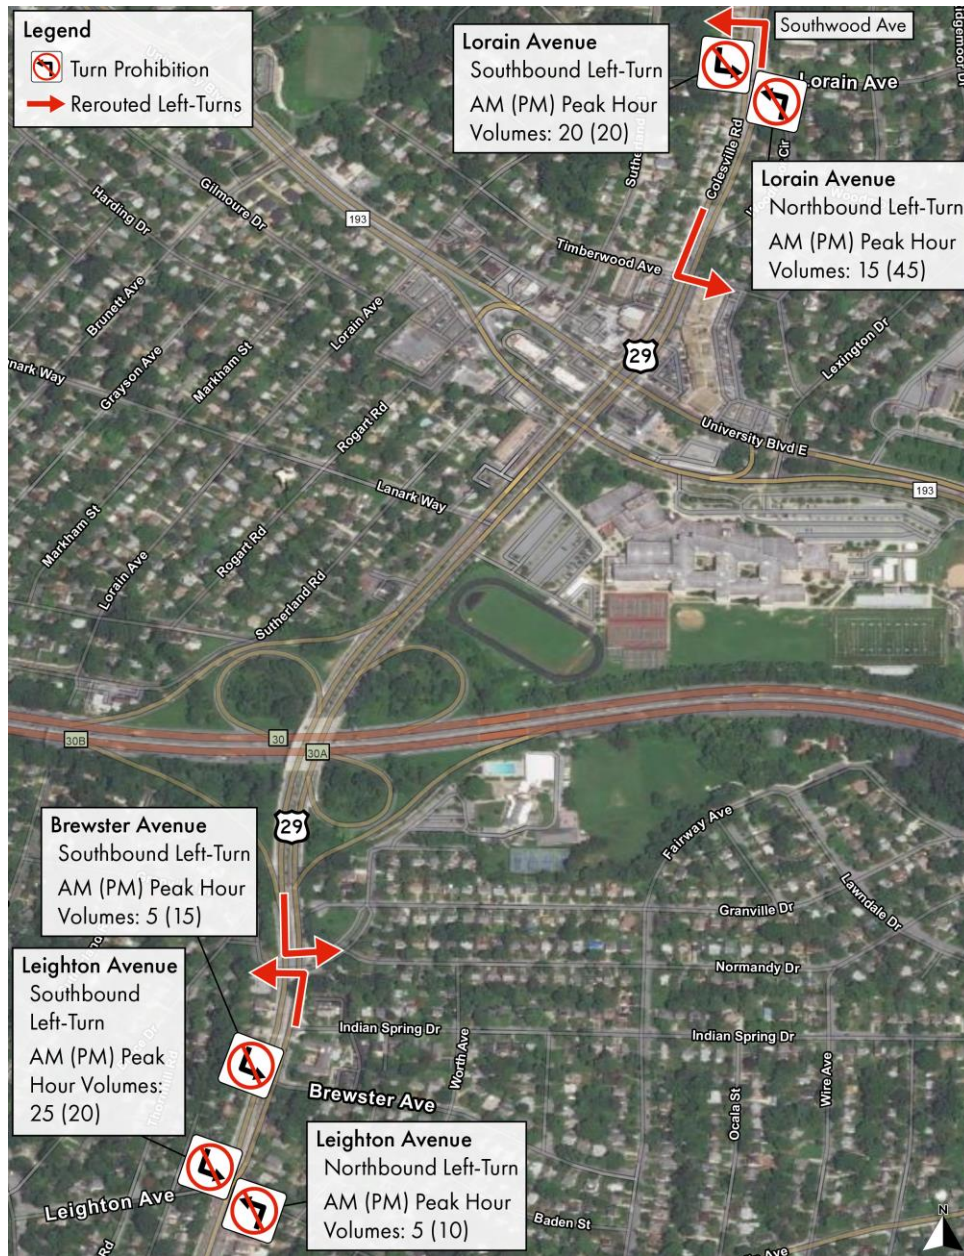 Legend
Turn Prohibition
Rerouted Left-Turns
Lorain Avenue
Southbound Left-Turn
AM (PM) Peak Hour
Volumes: 20 (20)
Southwood Ave
Lorain Ave
Colesville Rd
Cir
Lorain Avenue
Northbound Left-Turn
AM (PM) Peak Hour
Volumes: 15 (45)
Harding Dr
Gilmoure Dr
193
Timberwood Ave
Brunett Ave
Grayson Ave
Markham St
Lorain Ave
Lexington Dr
29
Rogart Rd
University Blvd E
Lanark Way
193
Markham St
Lorain Ave
Rogart Rd
Sutherland Rd
30B
30
30A
29
Fairway Ave
Lawndale Dr
Granville Dr
Normandy Dr
Brewster Avenue
Southbound Left-Turn
AM (PM) Peak Hour
Volumes: 5 (15)
Leighton Avenue
Southbound
Left-Turn
AM (PM) Peak
Hour Volumes:
25 (20)
Indian Spring Dr
Indian Spring Dr
Worth Ave
Ocala St
Wire Ave
Brewster Ave
Leighton Avenue
Northbound Left-Turn
AM (PM) Peak Hour
Volumes: 5 (10)
Leighton Ave
Baden St
Rd
Ave
N